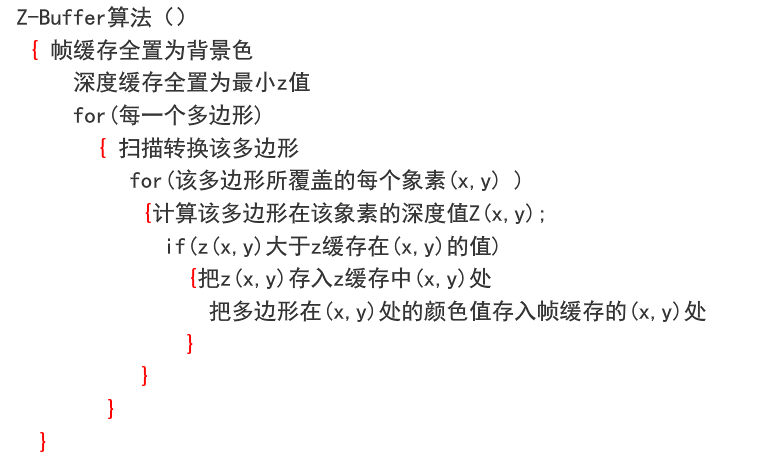 Z-Buffer算法（）
{ 帧缓存全置为背景色
深度缓存全置为最小z值
for(每一个多边形)
{ 扫描转换该多边形
for(该多边形所覆盖的每个象素(x,y) )
{计算该多边形在该象素的深度值Z(x,y);
if(z(x,y)大于z缓存在(x,y)的值)
{把z(x,y)存入z缓存中(x,y)处
把多边形在(x,y)处的颜色值存入帧缓存的(x,y)处
}
}
}
}